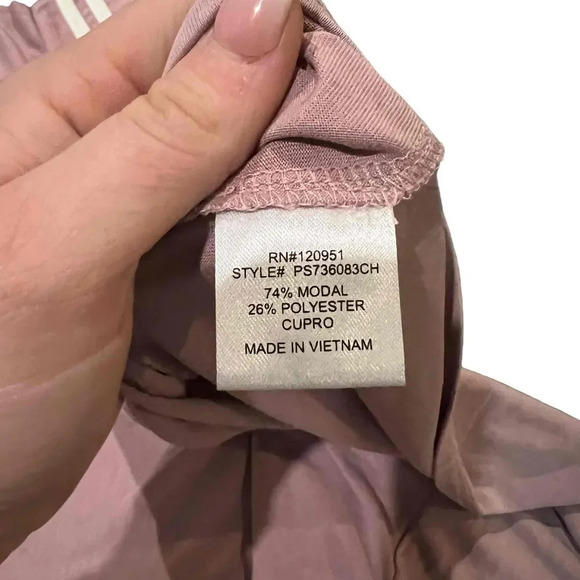 RN#120951
STYLE# PS736083CH
74% MODAL
26% POLYESTER
CUPRO
MADE IN VIETNAM